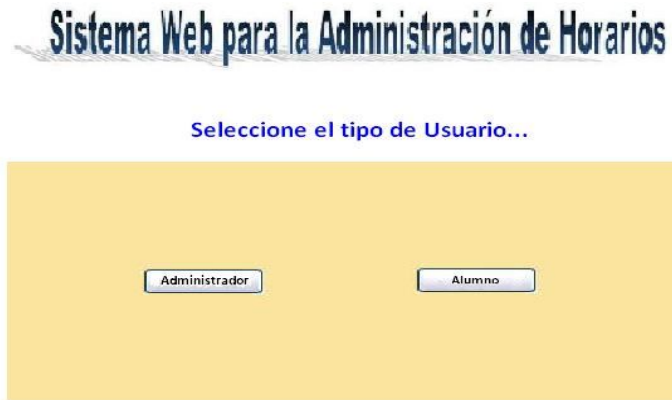 Sistema Web para la Administración de Horarios
Seleccione el tipo de Usuario...
Administrador
Alumno